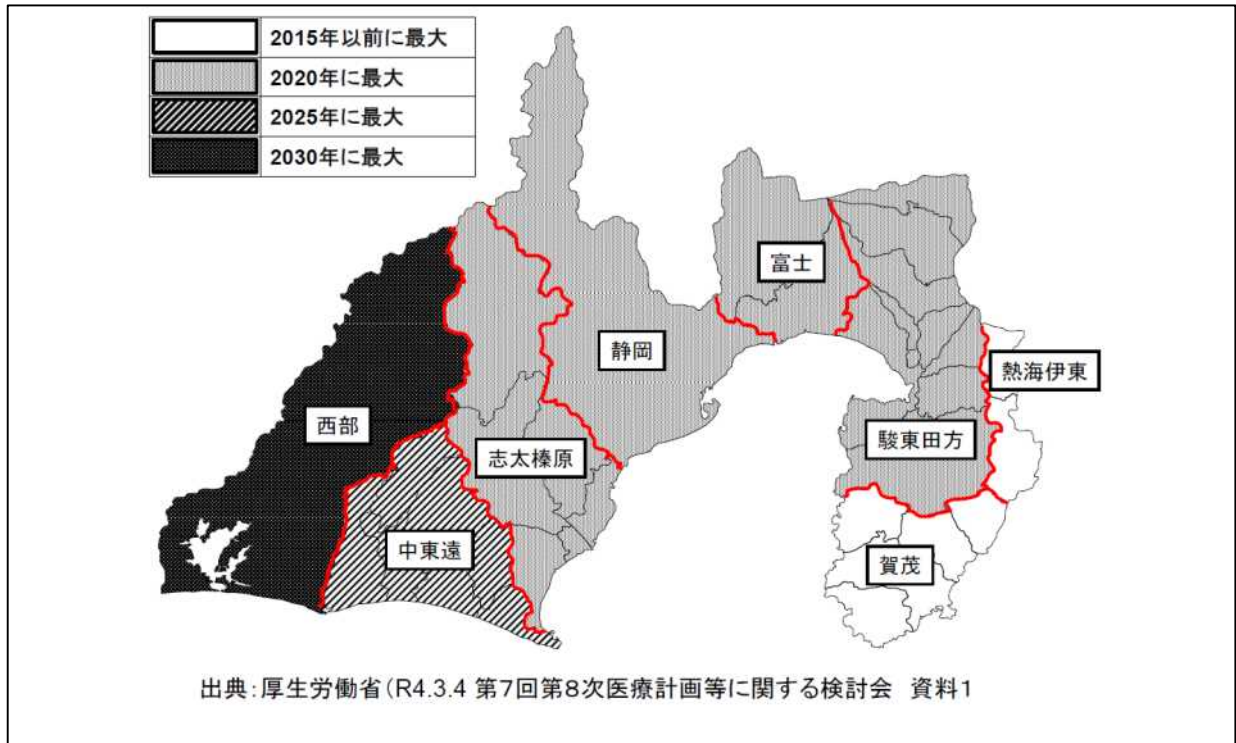 2015年以前に最大
2020年に最大
2025年に最大
2030年に最大
富士
静岡
熱海伊東
西部
志太榛原
駿東田方
中東遠
賀茂
出典：厚生労働省（R4.3.4 第7回第8次医療計画等に関する検討会 資料1